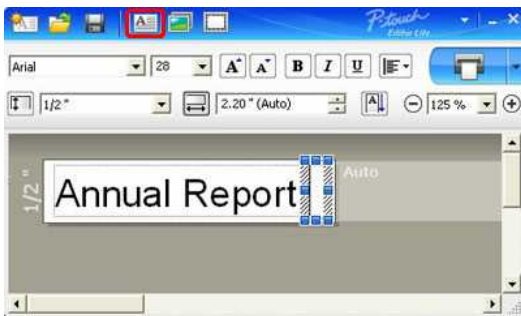 P-touch
Editor Lite
Arial 28 A A B I U
1/2 " 2.20 " (Auto) A 125 %
1/2 "
Annual Report
Auto